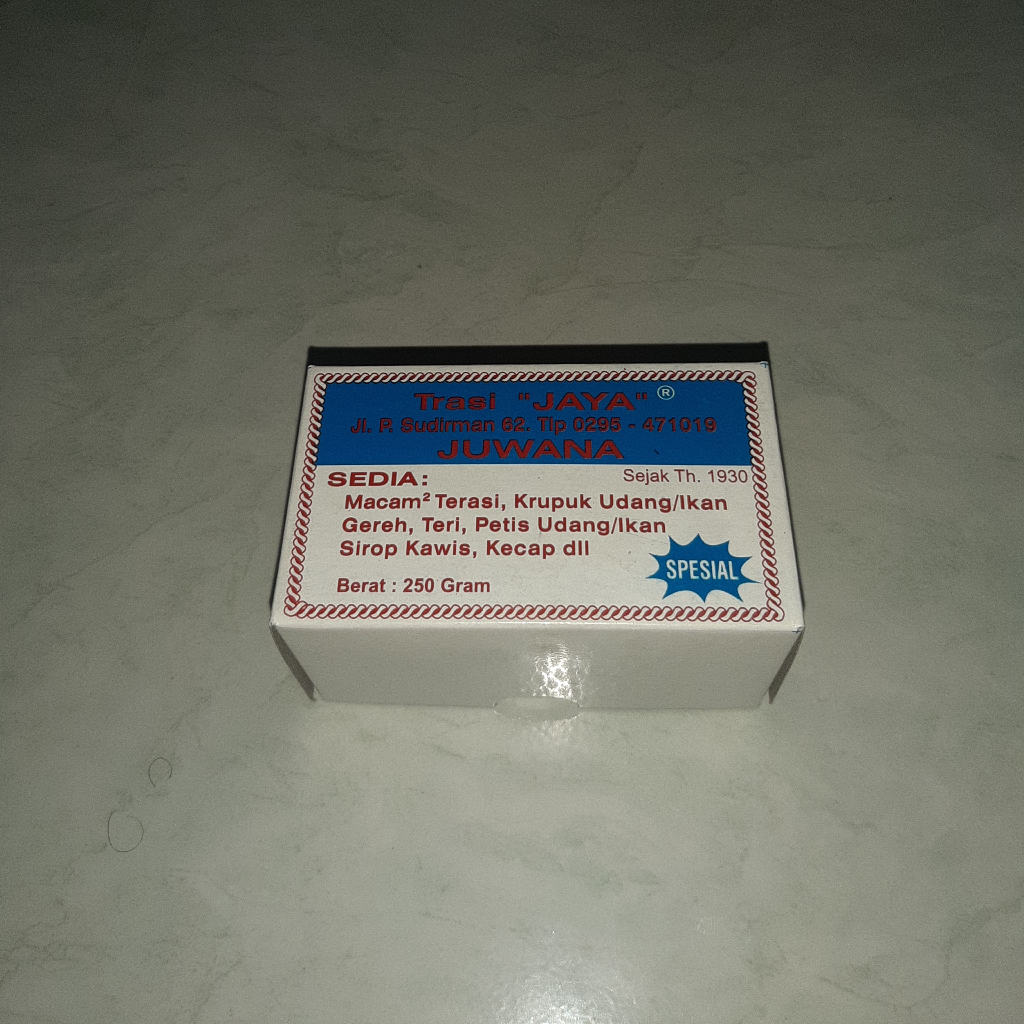 Trasi "JAYA" ®
Jl. P. Sudirman 62. Tlp 0295 - 471019
JUWANA
SEDIA: Sejak Th. 1930
Macam² Terasi, Krupuk Udang/Ikan
Gereh, Teri, Petis Udang/Ikan
Sirop Kawis, Kecap dll
SPESIAL
Berat : 250 Gram